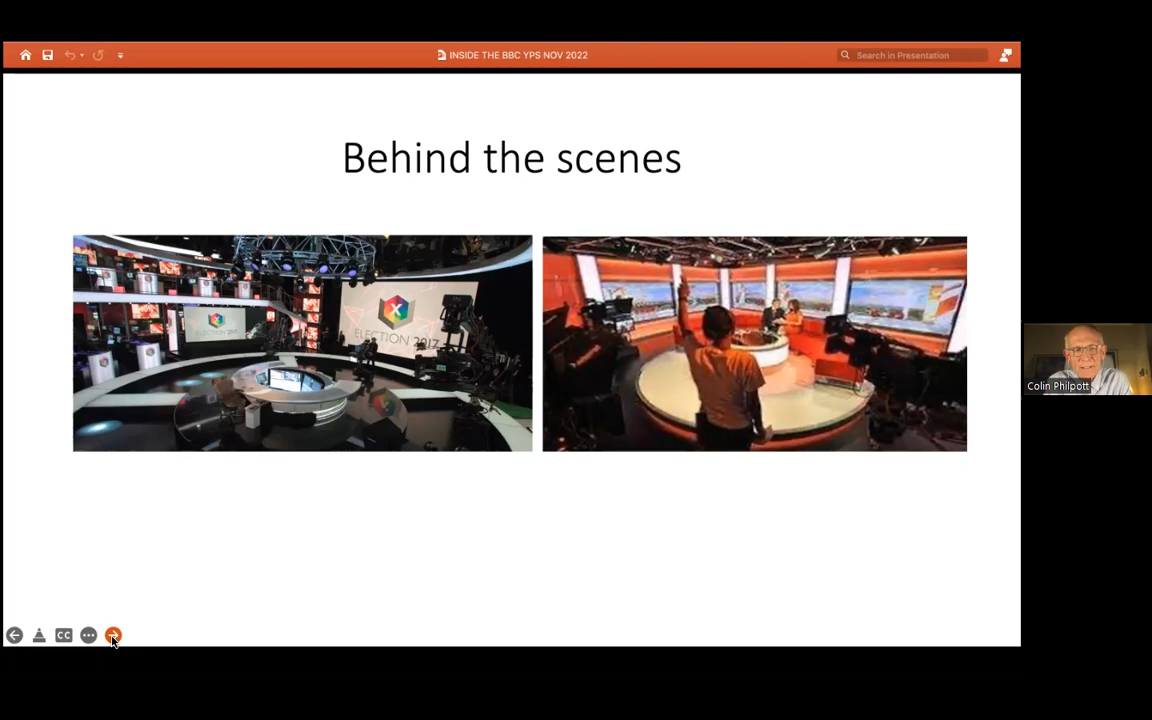 INSIDE THE BBC YPS NOV 2022
Search in Presentation
Behind the scenes
ELECTION 2017
ELECTION 2017
Colin Philpott
CC